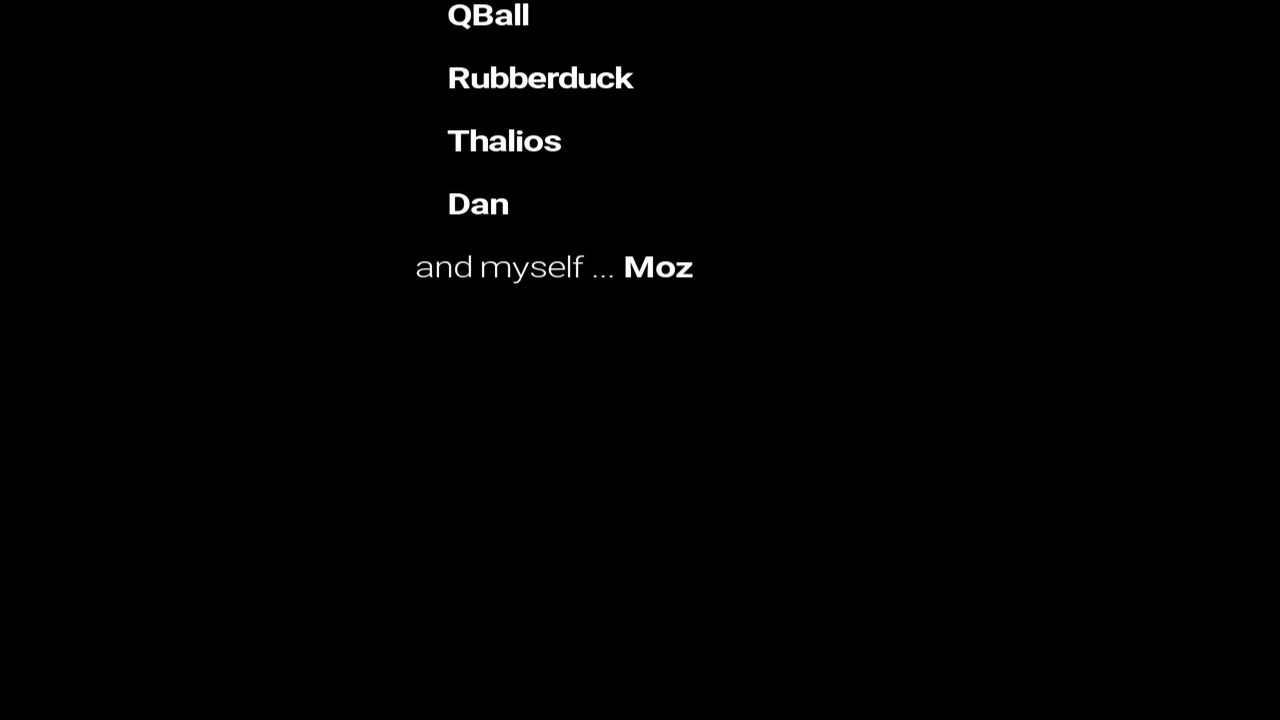 QBall
Rubberduck
Thalios
Dan
and myself ... Moz